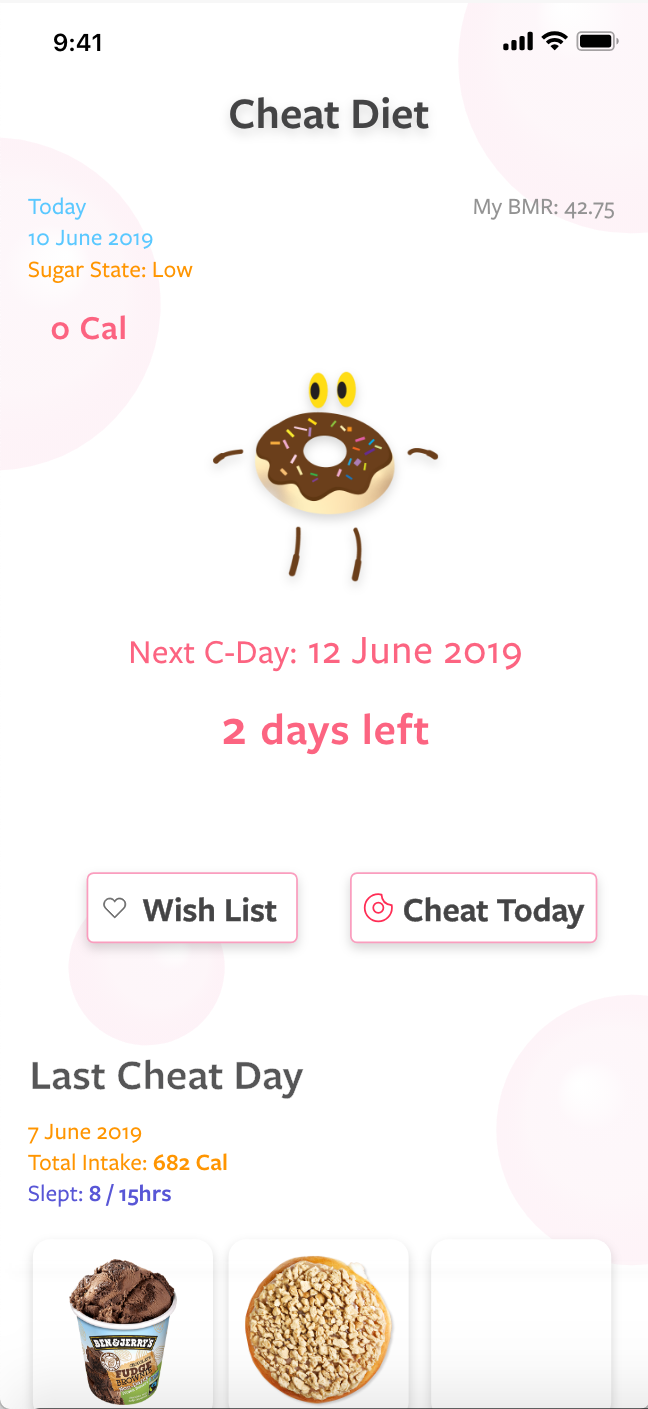 9:41
Cheat Diet
Today
My BMR: 42.75
10 June 2019
Sugar State: Low
0 Cal
Next C-Day: 12 June 2019
2 days left
Wish List
Cheat Today
Last Cheat Day
7 June 2019
Total Intake: 682 Cal
Slept: 8 / 15hrs
BEN&JERRY'S
FUDGE
BROWNIE